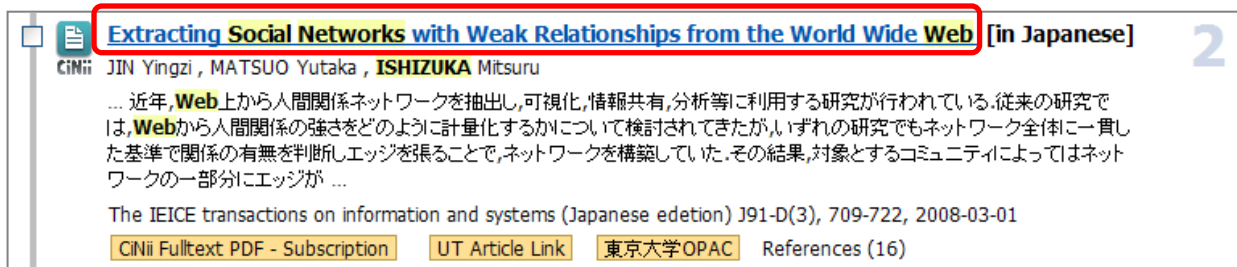 Extracting Social Networks with Weak Relationships from the World Wide Web [in Japanese]
2
CiNii JIN Yingzi , MATSUO Yutaka , ISHIZUKA Mitsuru
... 近年,Web上から人間関係ネットワークを抽出し,可視化,情報共有,分析等に利用する研究が行われている.従来の研究で
は,Webから人間関係の強さをどのように計量化するかについて検討されてきたが,いずれの研究でもネットワーク全体に一貫し
た基準で関係の有無を判断しエッジを張ることで,ネットワークを構築していた.その結果,対象とするコミュニティによってはネット
ワークの一部分にエッジが ...
The IEICE transactions on information and systems (Japanese edetion) J91-D(3), 709-722, 2008-03-01
CiNii Fulltext PDF - Subscription UT Article Link 東京大学OPAC References (16)